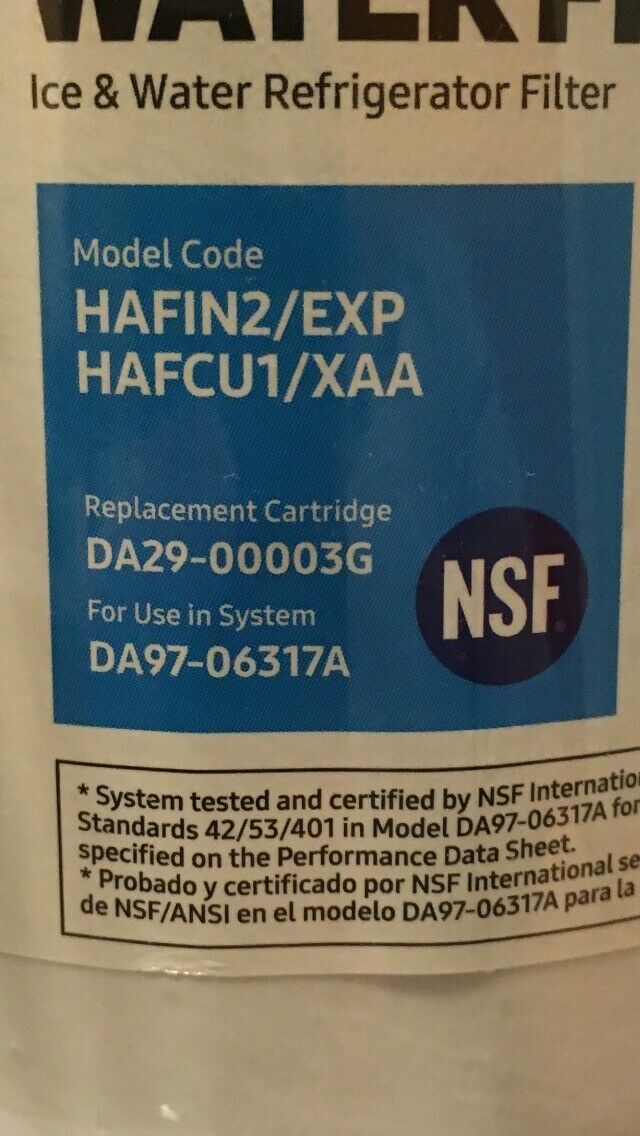 WATER
Ice & Water Refrigerator Filter
Model Code
HAFIN2/EXP
HAFCU1/XAA
Replacement Cartridge
DA29-00003G
For Use in System
DA97-06317A
NSF
* System tested and certified by NSF
Standards 42/53/401 in Model DA97-06317A for
specified on the Performance Data Sheet.
* Probado y certificado por NSF International
de NSF/ANSI en el modelo DA97-06317A para la